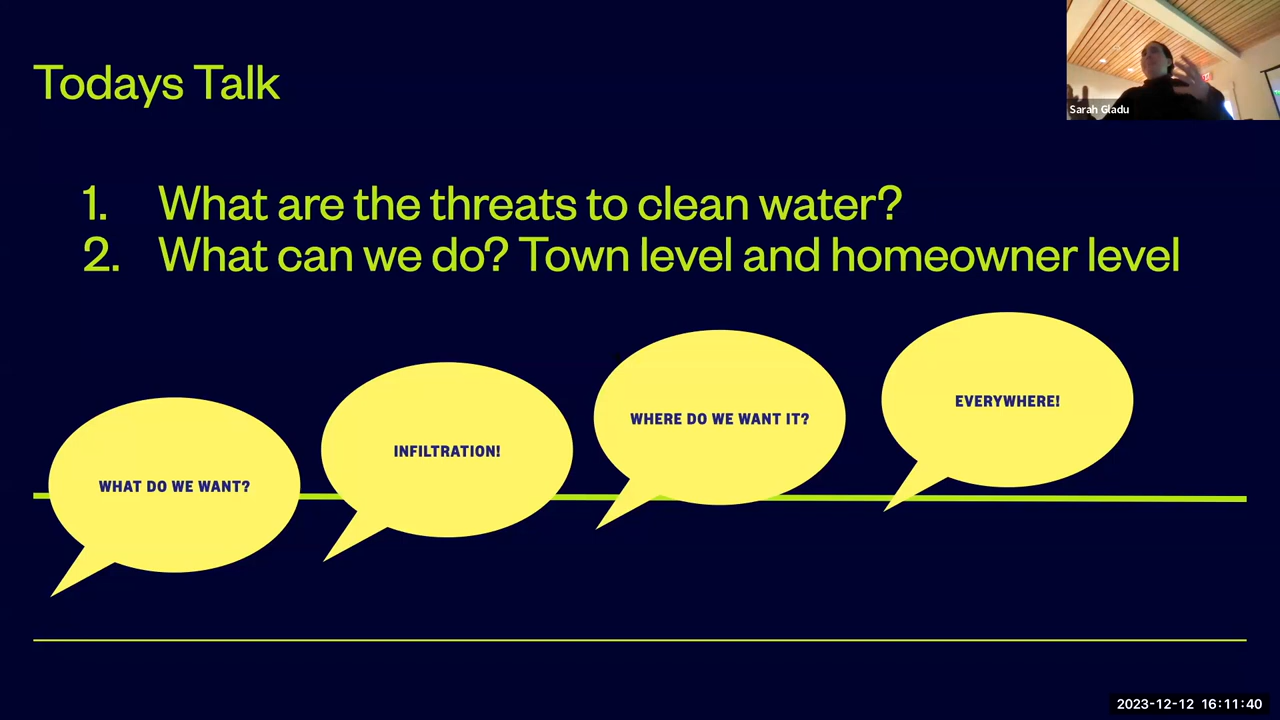 Todays Talk
Sarah Gladu
1. What are the threats to clean water?
2. What can we do? Town level and homeowner level
WHAT DO WE WANT?
INFILTRATION!
WHERE DO WE WANT IT?
EVERYWHERE!
2023-12-12 16:11:40